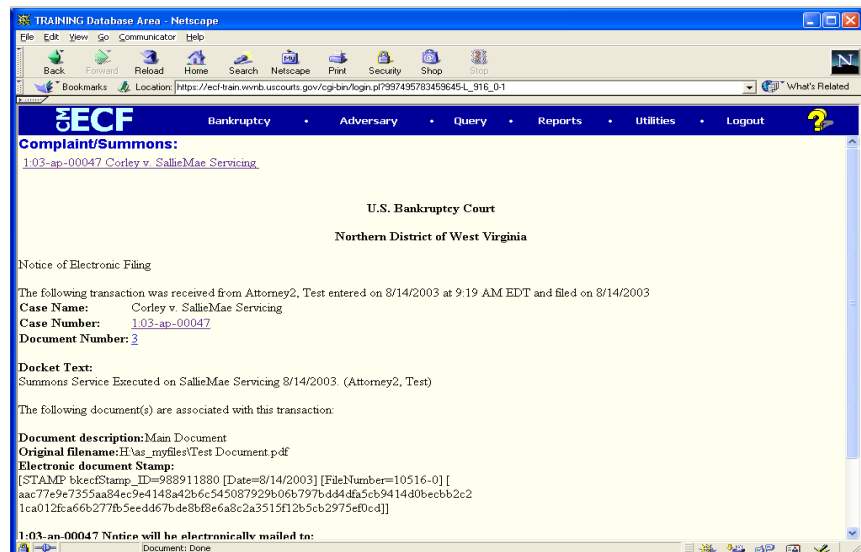 TRAINING Database Area - Netscape
File Edit View Go Communicator Help
Back Forward Reload Home Search Netscape Print Security Shop Stop
Bookmarks Location: https://ecf-train.wvnb.uscourts.gov/cgi-bin/login.pl?997495783459645-L_916_0-1 What's Related
CM ECF Bankruptcy • Adversary • Query • Reports • Utilities • Logout ?
Complaint/Summons:
1:03-ap-00047 Corley v. SallieMae Servicing
U.S. Bankruptcy Court
Northern District of West Virginia
Notice of Electronic Filing
The following transaction was received from Attorney2, Test entered on 8/14/2003 at 9:19 AM EDT and filed on 8/14/2003
Case Name: Corley v. SallieMae Servicing
Case Number: 1:03-ap-00047
Document Number: 3
Docket Text:
Summons Service Executed on SallieMae Servicing 8/14/2003. (Attorney2, Test)
The following document(s) are associated with this transaction:
Document description:Main Document
Original filename:H:\as_myfiles\Test Document.pdf
Electronic document Stamp:
[STAMP bkecfStamp_ID=988911880 [Date=8/14/2003] [FileNumber=10516-0] [
aac77e9e7355aa84ec9e4148a42b6c545087929b06b797bdd4dfa5cb9414d0becbb2c2
1ca012fca66b277fb5eedd67bde8bf8e6a8c2a3515f12b5cb2975ef0cd]]
1:03-ap-00047 Notice will be electronically mailed to:
Document: Done